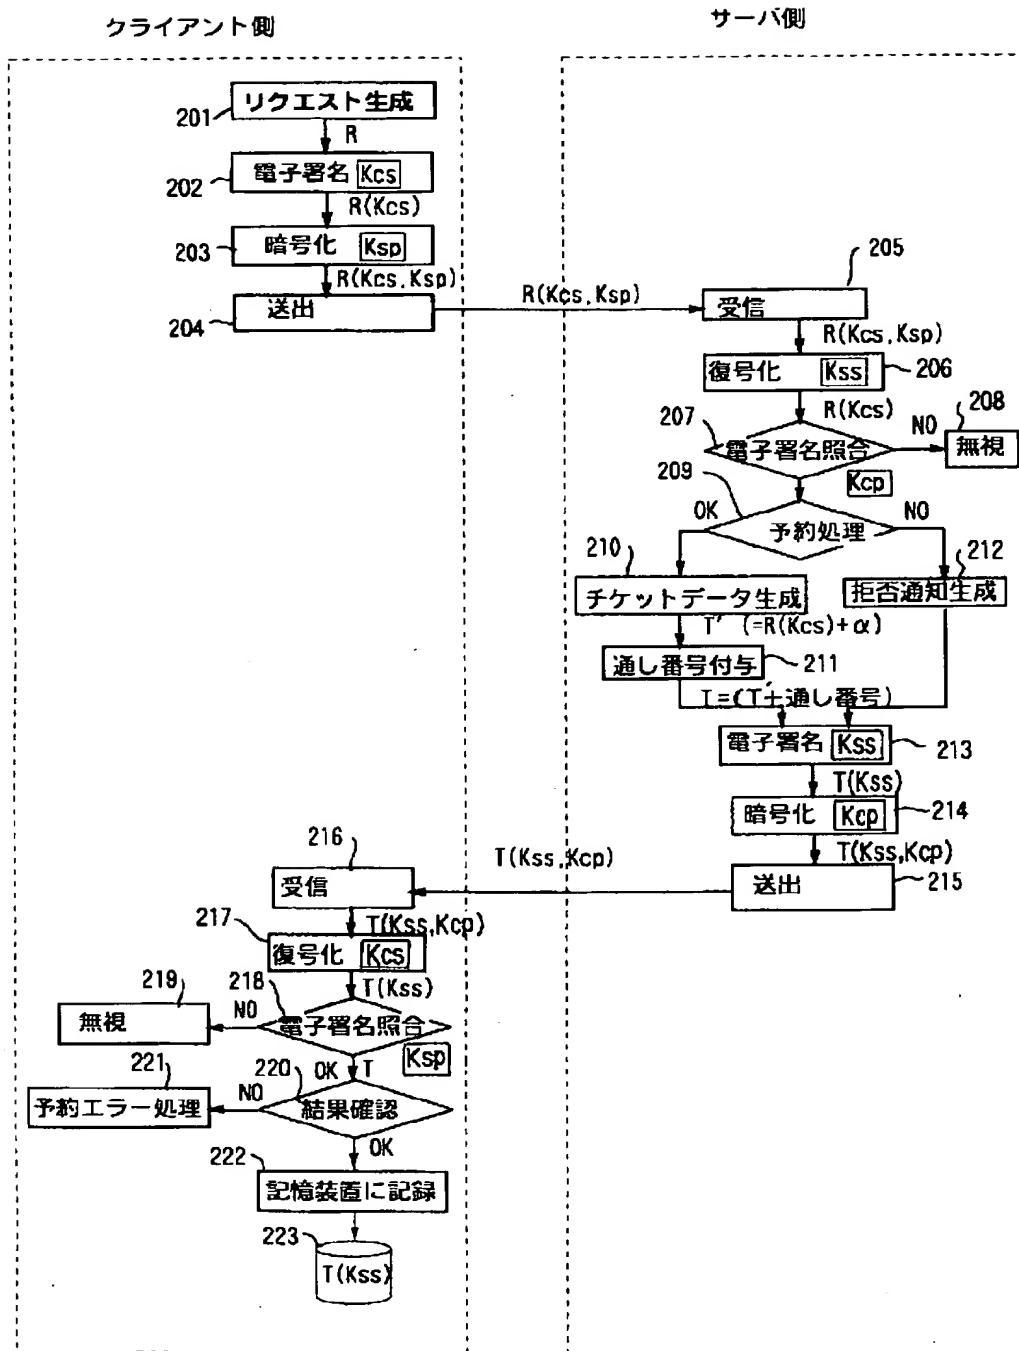 クライアント側
サーバ側
201
リクエスト生成
R
202
電子署名 Kcs
R(Kcs)
203
暗号化 Ksp
R(Kcs,Ksp)
204
送出
R(Kcs,Ksp)
205
受信
R(Kcs,Ksp)
復号化 Kss
206
R(Kcs)
207
電子署名照合
NO
208
無視
Kcp
209
OK
予約処理
NO
210
チケットデータ生成
212
拒否通知生成
T' (=R(Kcs)+α)
通し番号付与
211
T=(T'+通し番号)
電子署名 Kss
213
T(Kss)
暗号化 Kcp
214
T(Kss,Kcp)
送出
215
T(Kss,Kcp)
216
受信
T(Kss,Kcp)
217
復号化 Kcs
T(Kss)
218
電子署名照合
NO
219
無視
Ksp
OK
T
220
結果確認
NO
221
予約エラー処理
OK
222
記憶装置に記録
223
T(Kss)